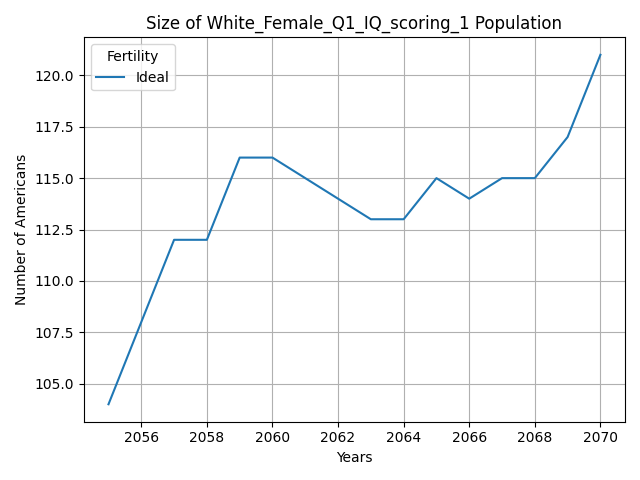 Size of White_Female_Q1_IQ_scoring_1 Population
Fertility
Ideal
Number of Americans
120.0
117.5
115.0
112.5
110.0
107.5
105.0
2056 2058 2060 2062 2064 2066 2068 2070
Years